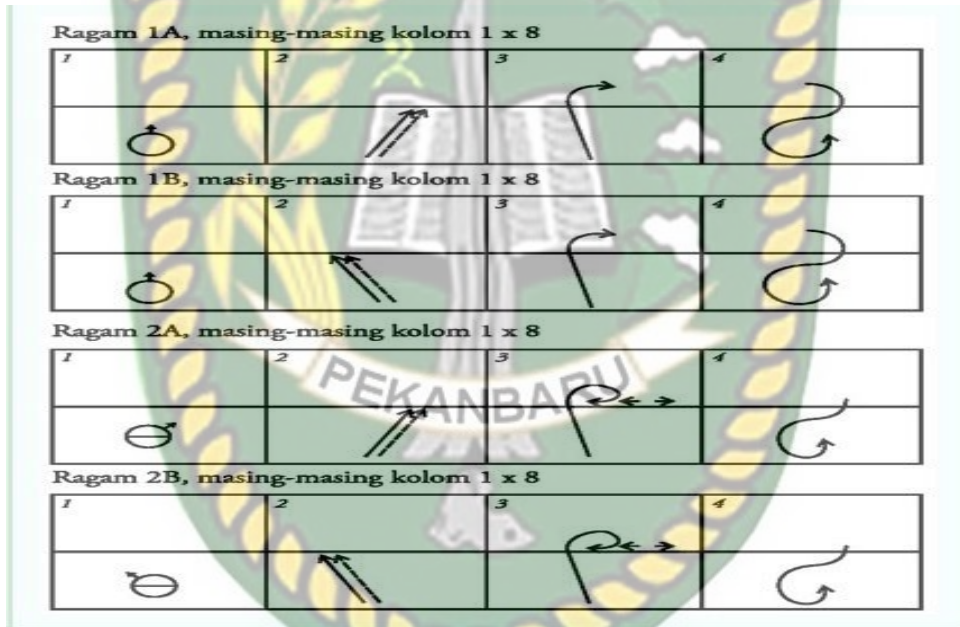 Ragam 1A, masing-masing kolom 1 x 8
1 2 3 4
Ragam 1B, masing-masing kolom 1 x 8
1 2 3 4
Ragam 2A, masing-masing kolom 1 x 8
1 2 3 4
PEKANBARU
Ragam 2B, masing-masing kolom 1 x 8
1 2 3 4